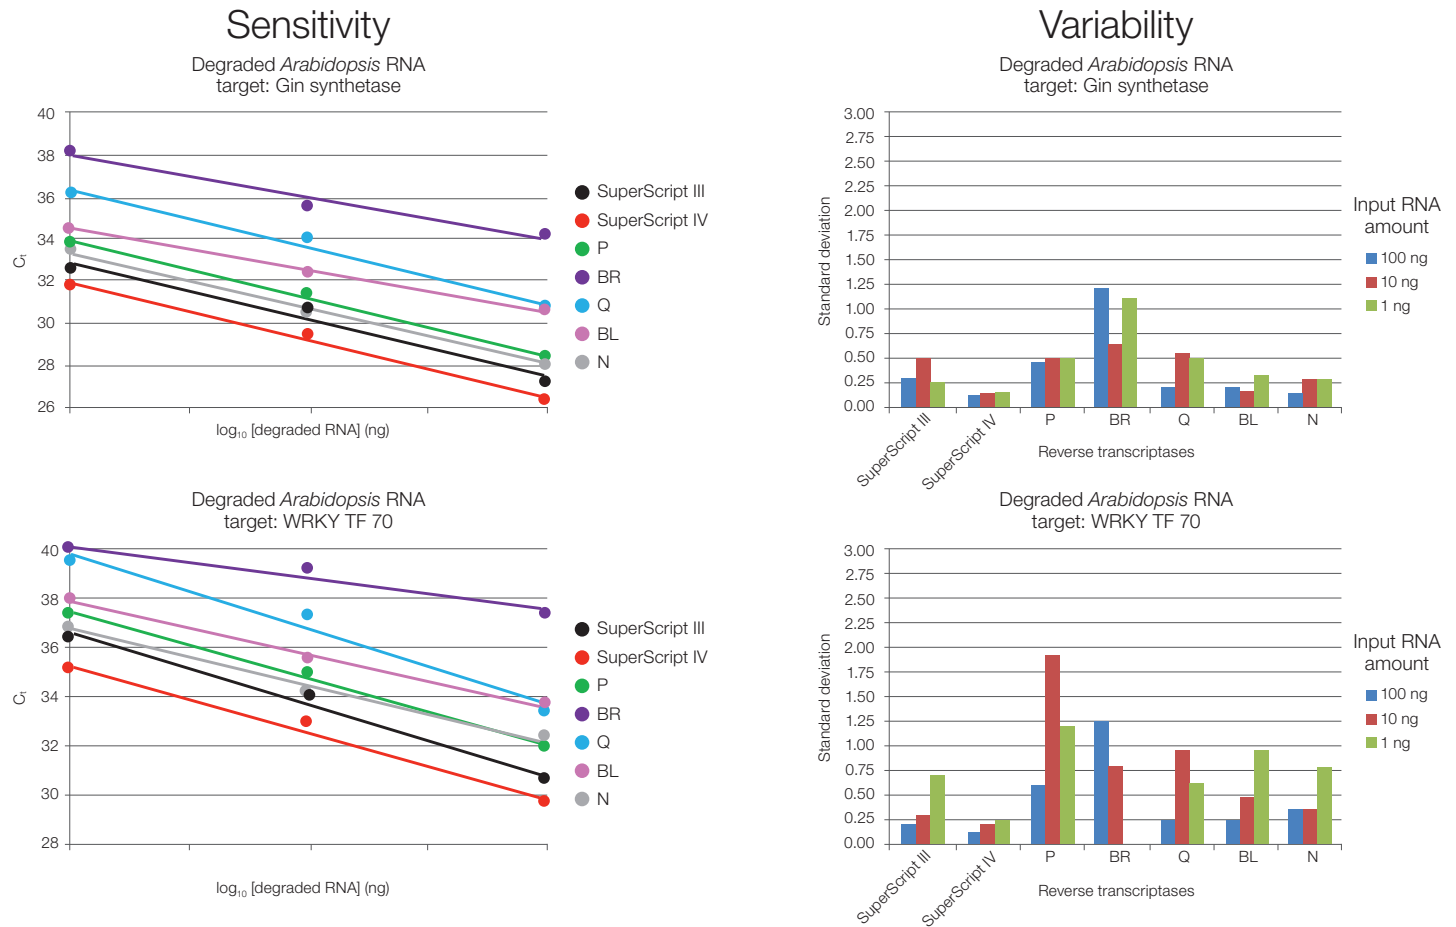 Sensitivity
Degraded Arabidopsis RNA
target: Gin synthetase
40
38
36
34
32
30
28
26
Cₜ
log₁₀ [degraded RNA] (ng)
SuperScript III
SuperScript IV
P
BR
Q
BL
N
Variability
Degraded Arabidopsis RNA
target: Gin synthetase
3.00
2.75
2.50
2.25
2.00
1.75
1.50
1.25
1.00
0.75
0.50
0.25
0.00
Standard deviation
SuperScript III
SuperScript IV
P
BR
Q
BL
N
Reverse transcriptases
Input RNA
amount
100 ng
10 ng
1 ng
Degraded Arabidopsis RNA
target: WRKY TF 70
40
38
36
34
32
30
28
Cₜ
log₁₀ [degraded RNA] (ng)
SuperScript III
SuperScript IV
P
BR
Q
BL
N
Degraded Arabidopsis RNA
target: WRKY TF 70
3.00
2.75
2.50
2.25
2.00
1.75
1.50
1.25
1.00
0.75
0.50
0.25
0.00
Standard deviation
SuperScript III
SuperScript IV
P
BR
Q
BL
N
Reverse transcriptases
Input RNA
amount
100 ng
10 ng
1 ng